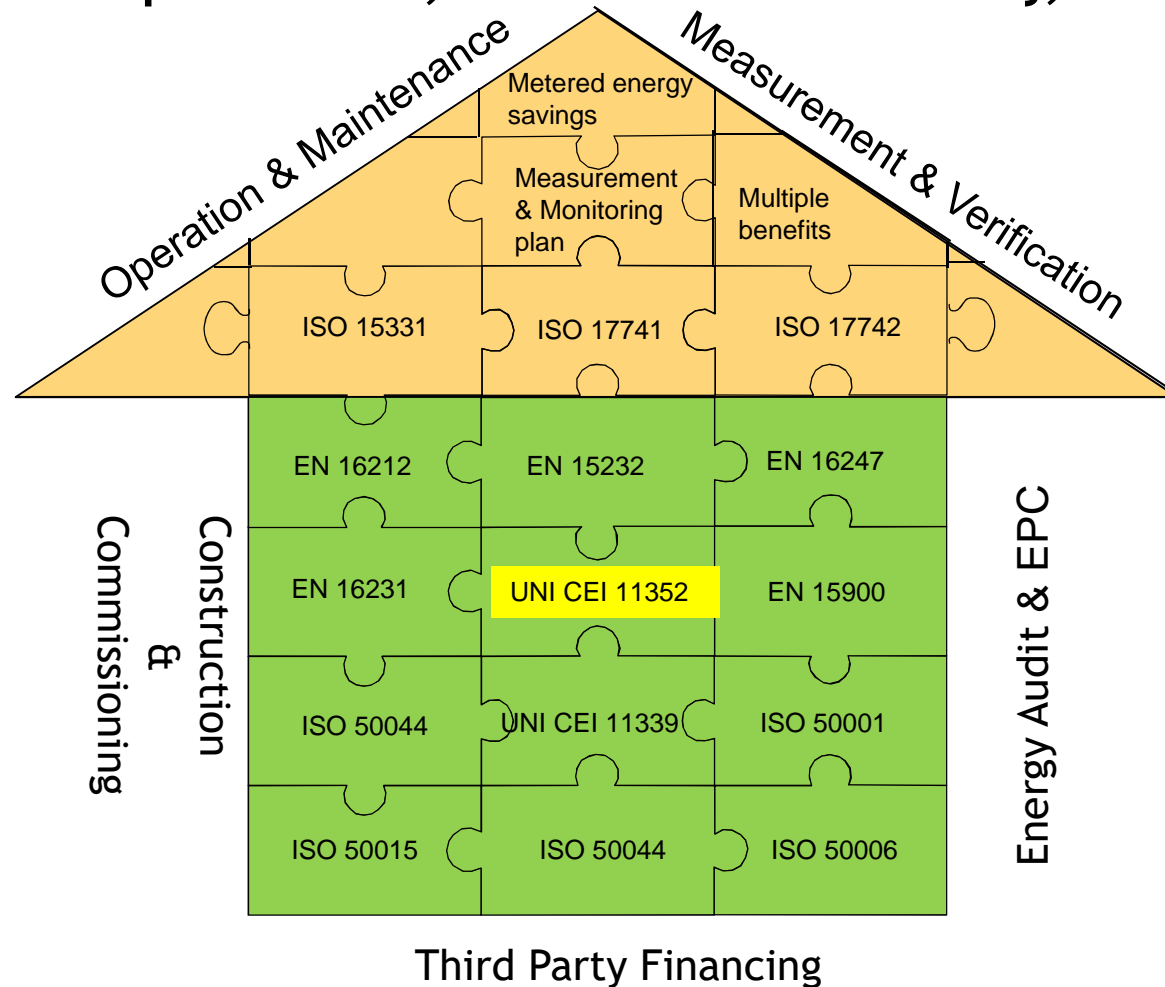 Operation & Maintenance
Measurement & Verification
Metered energy
savings
Measurement
& Monitoring
plan
Multiple
benefits
ISO 15331
ISO 17741
ISO 17742
EN 16212
EN 15232
EN 16247
EN 16231
UNI CEI 11352
EN 15900
ISO 50044
UNI CEI 11339
ISO 50001
ISO 50015
ISO 50044
ISO 50006
Construction
&
Commissioning
Energy Audit & EPC
Third Party Financing